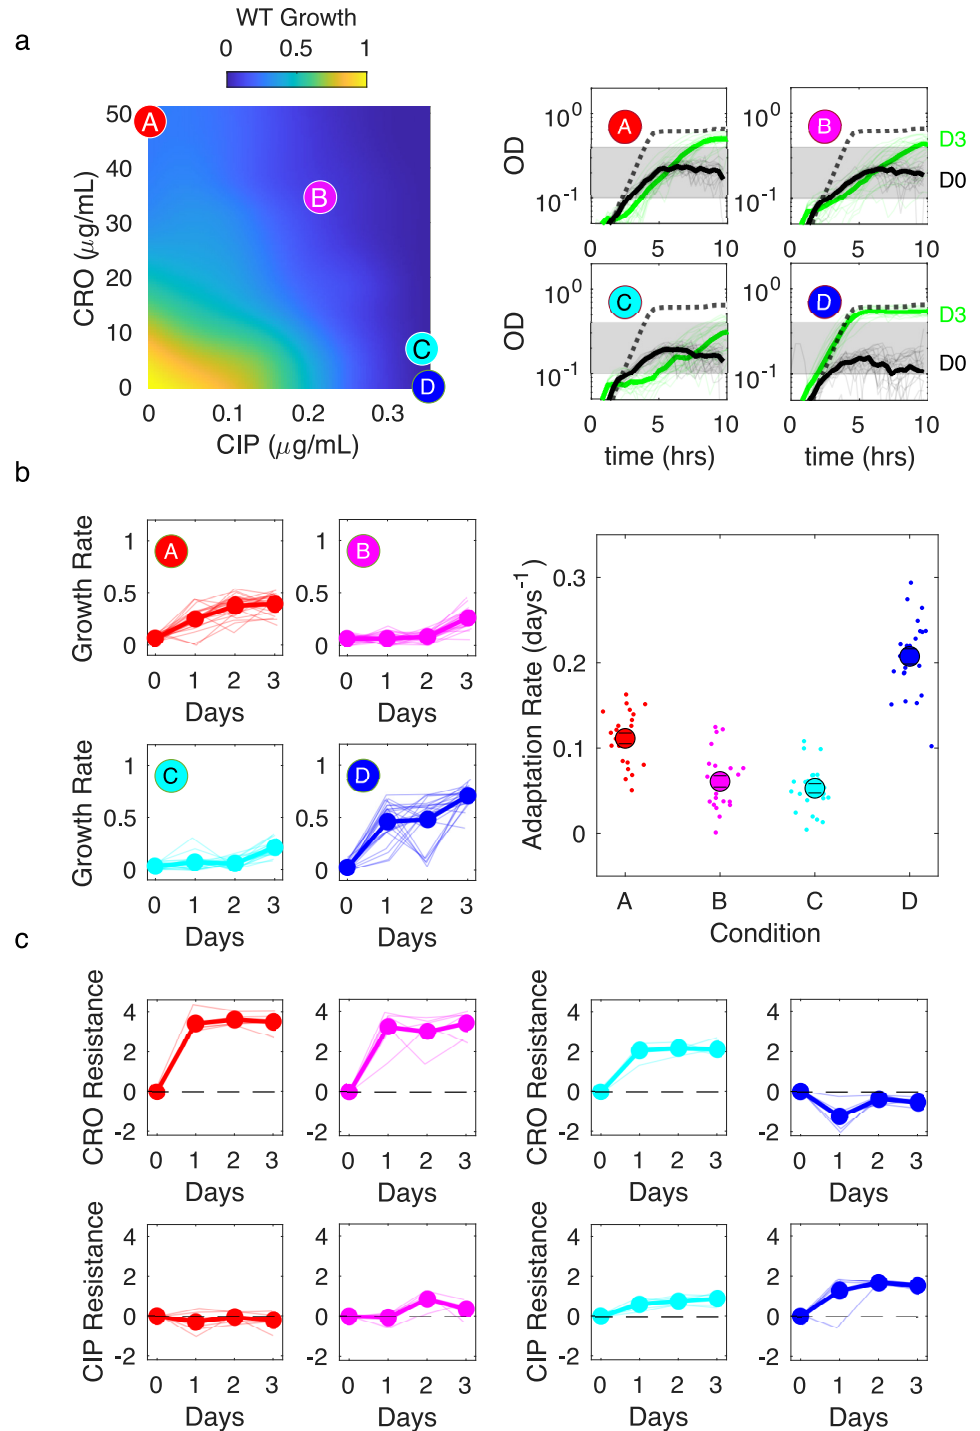 a
WT Growth
0 0.5 1
50
40
30
20
10
0
CRO (μg/mL)
0 0.1 0.2 0.3
CIP (μg/mL)
A
B
C
D
OD
10^0
10^-1
0 5 10
A
10^0
10^-1
0 5 10
B
D3
D0
OD
10^0
10^-1
0 5 10
time (hrs)
C
10^0
10^-1
0 5 10
time (hrs)
D
D3
D0
b
Growth Rate
1
0.5
0
0 1 2 3
Days
A
1
0.5
0
0 1 2 3
Days
B
Growth Rate
1
0.5
0
0 1 2 3
Days
C
1
0.5
0
0 1 2 3
Days
D
Adaptation Rate (days^-1)
0.3
0.2
0.1
0
A B C D
Condition
c
CRO Resistance
4
2
0
-2
0 1 2 3
Days
4
2
0
-2
0 1 2 3
Days
CRO Resistance
4
2
0
-2
0 1 2 3
Days
4
2
0
-2
0 1 2 3
Days
CIP Resistance
4
2
0
-2
0 1 2 3
Days
4
2
0
-2
0 1 2 3
Days
CIP Resistance
4
2
0
-2
0 1 2 3
Days
4
2
0
-2
0 1 2 3
Days